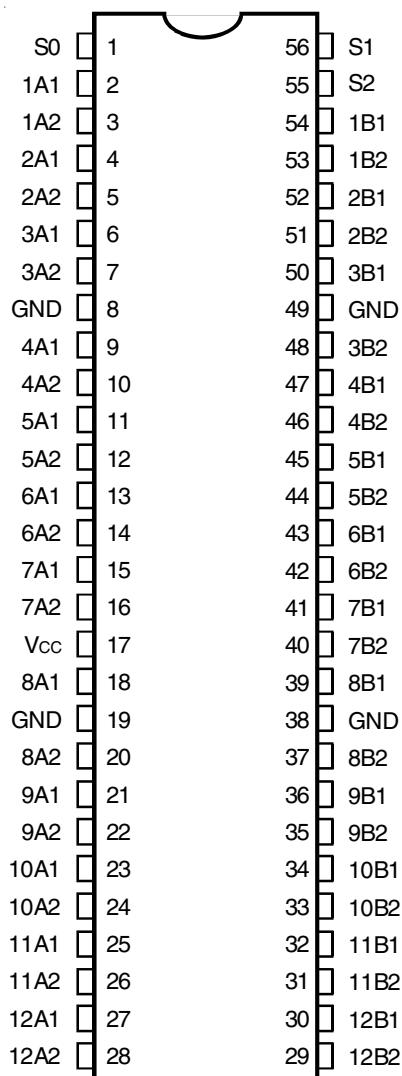 S0 1 56 S1
1A1 2 55 S2
1A2 3 54 1B1
2A1 4 53 1B2
2A2 5 52 2B1
3A1 6 51 2B2
3A2 7 50 3B1
GND 8 49 GND
4A1 9 48 3B2
4A2 10 47 4B1
5A1 11 46 4B2
5A2 12 45 5B1
6A1 13 44 5B2
6A2 14 43 6B1
7A1 15 42 6B2
7A2 16 41 7B1
VCC 17 40 7B2
8A1 18 39 8B1
GND 19 38 GND
8A2 20 37 8B2
9A1 21 36 9B1
9A2 22 35 9B2
10A1 23 34 10B1
10A2 24 33 10B2
11A1 25 32 11B1
11A2 26 31 11B2
12A1 27 30 12B1
12A2 28 29 12B2